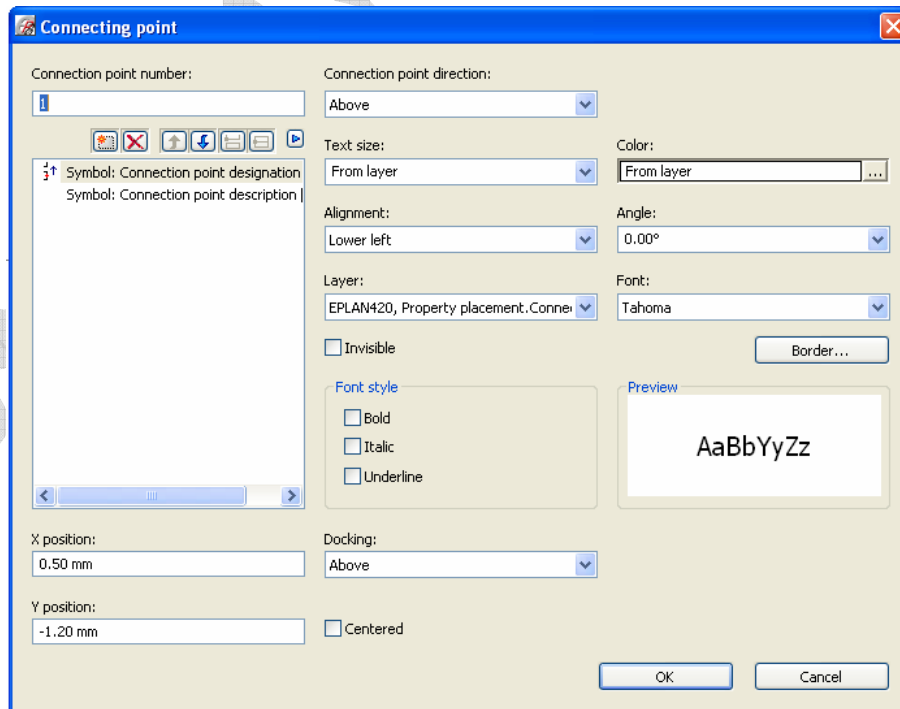 Connecting point
Connection point number:
1
Connection point direction:
Above
Symbol: Connection point designation
Symbol: Connection point description
Text size:
From layer
Color:
From layer
...
Alignment:
Lower left
Angle:
0.00°
Layer:
EPLAN420, Property placement.Conne
Font:
Tahoma
Invisible
Border...
Font style
Bold
Italic
Underline
Preview
AaBbYyZz
X position:
0.50 mm
Docking:
Above
Y position:
-1.20 mm
Centered
OK
Cancel